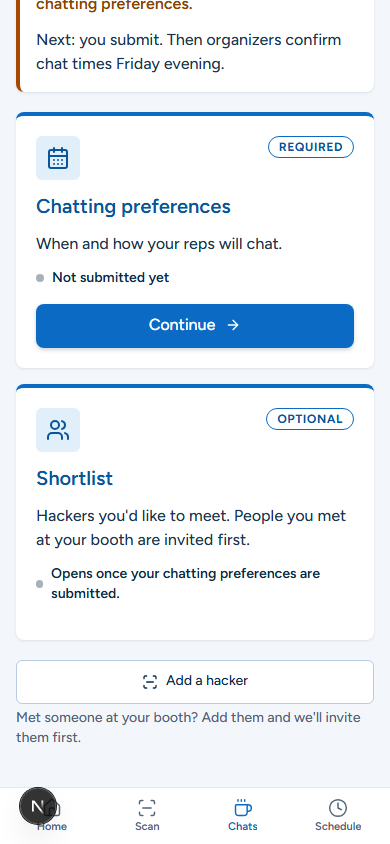 chatting preferences.
Next: you submit. Then organizers confirm
chat times Friday evening.
REQUIRED
Chatting preferences
When and how your reps will chat.
Not submitted yet
Continue →
OPTIONAL
Shortlist
Hackers you'd like to meet. People you met
at your booth are invited first.
Opens once your chatting preferences are
submitted.
Add a hacker
Met someone at your booth? Add them and we'll invite
them first.
N
Home
Scan
Chats
Schedule